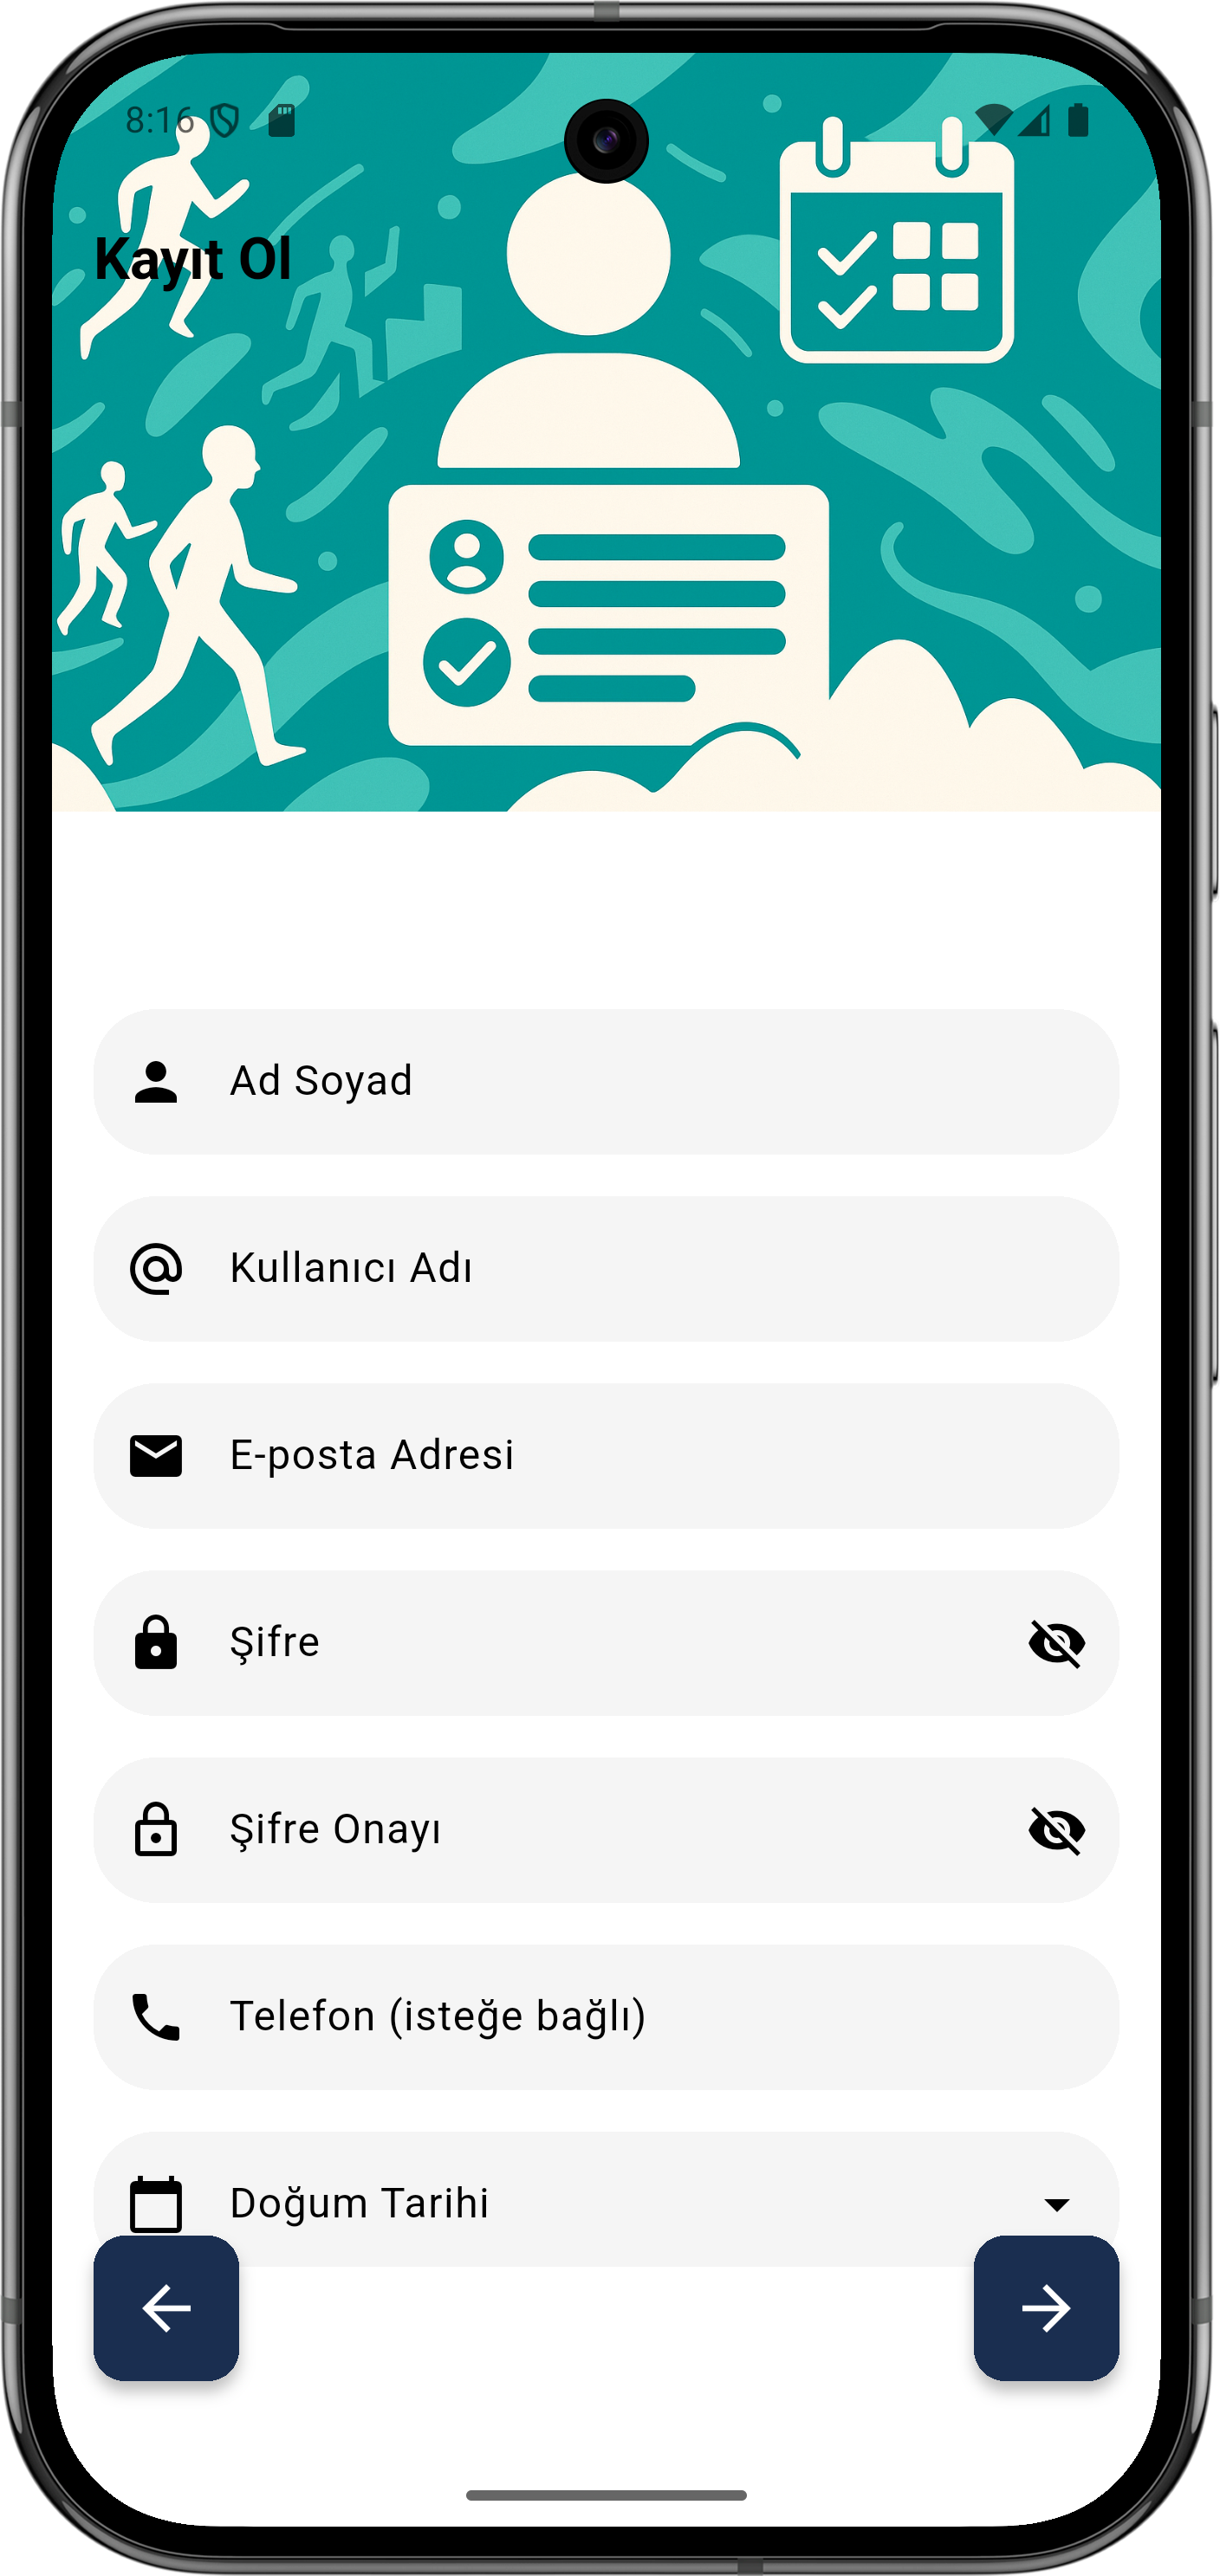 8:16
Kayıt Ol
Ad Soyad
Kullanıcı Adı
E-posta Adresi
Şifre
Şifre Onayı
Telefon (isteğe bağlı)
Doğum Tarihi